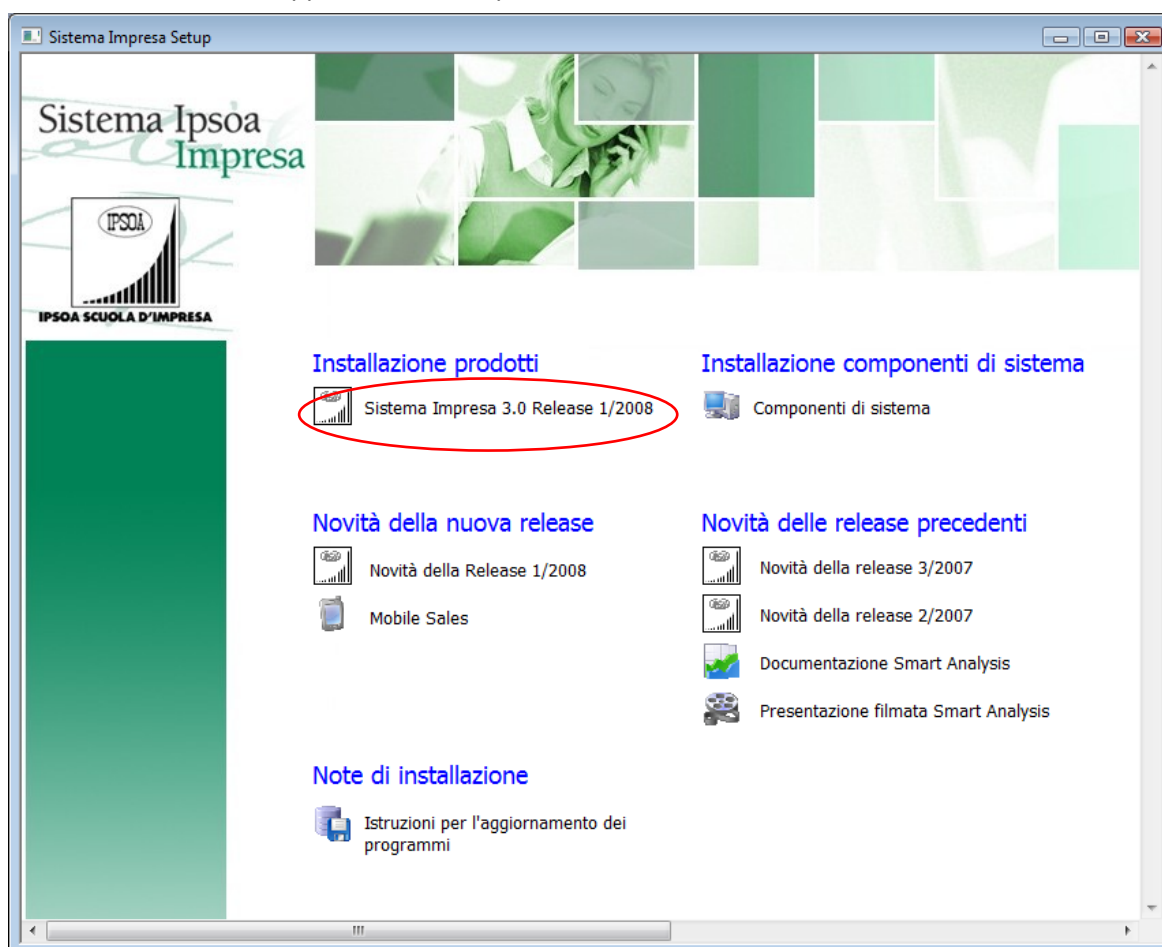 Sistema Impresa Setup
Sistema Ipsòa
Impresa
IPSOA
IPSOA SCUOLA D'IMPRESA
Installazione prodotti
Sistema Impresa 3.0 Release 1/2008
Installazione componenti di sistema
Componenti di sistema
Novità della nuova release
Novità della Release 1/2008
Mobile Sales
Novità delle release precedenti
Novità della release 3/2007
Novità della release 2/2007
Documentazione Smart Analysis
Presentazione filmata Smart Analysis
Note di installazione
Istruzioni per l'aggiornamento dei
programmi